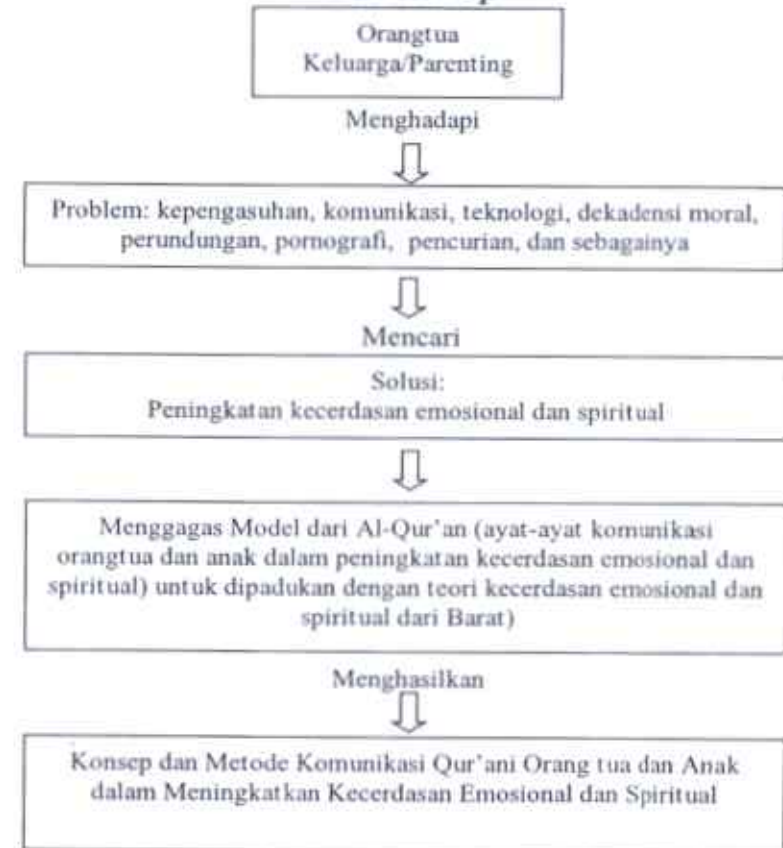 Orangtua
Keluarga/Parenting
Menghadapi
Problem: kepengasuhan, komunikasi, teknologi, dekadensi moral,
perundungan, pornografi, pencurian, dan sebagainya
Mencari
Solusi:
Peningkatan kecerdasan emosional dan spiritual
Menggagas Model dari Al-Qur'an (ayat-ayat komunikasi
orangtua dan anak dalam peningkatan kecerdasan emosional dan
spiritual) untuk dipadukan dengan teori kecerdasan emosional dan
spiritual dari Barat)
Menghasilkan
Konsep dan Metode Komunikasi Qur'ani Orang tua dan Anak
dalam Meningkatkan Kecerdasan Emosional dan Spiritual